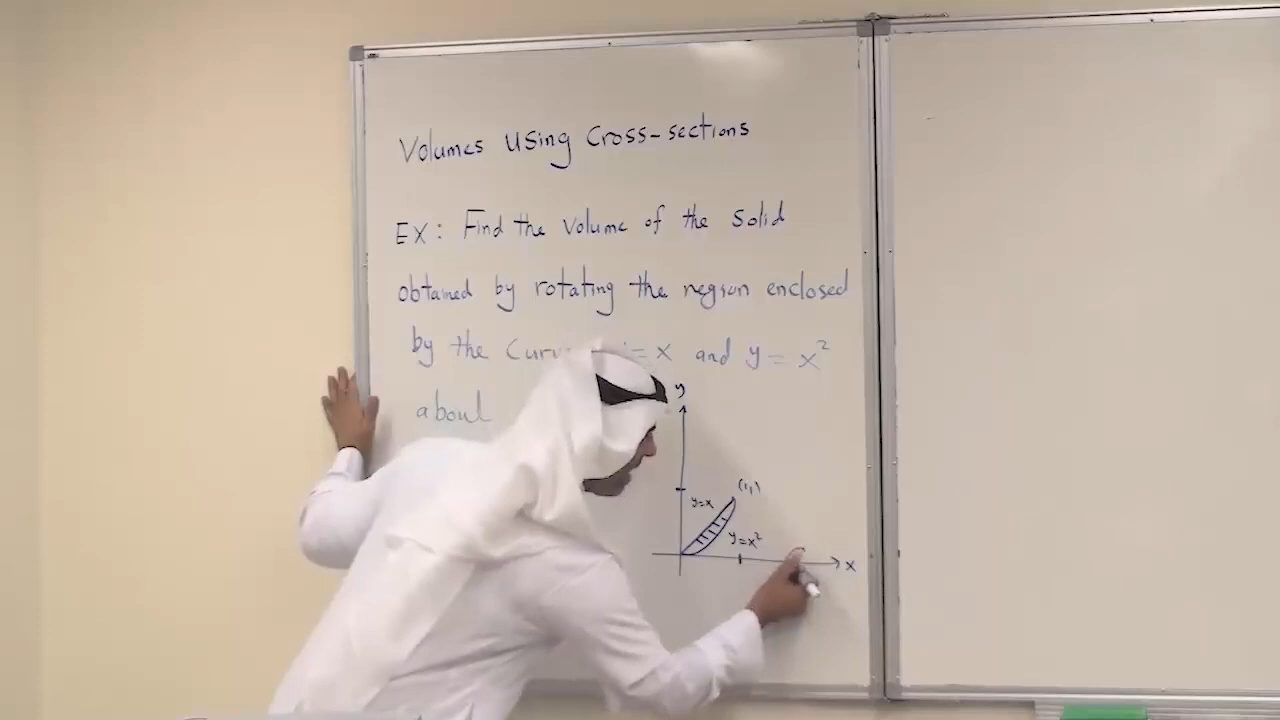 Volumes Using Cross-sections
EX: Find the volume of the solid
obtained by rotating the region enclosed
by the = x and y = x²
about
y
(1,1)
y=x
y=x²
x